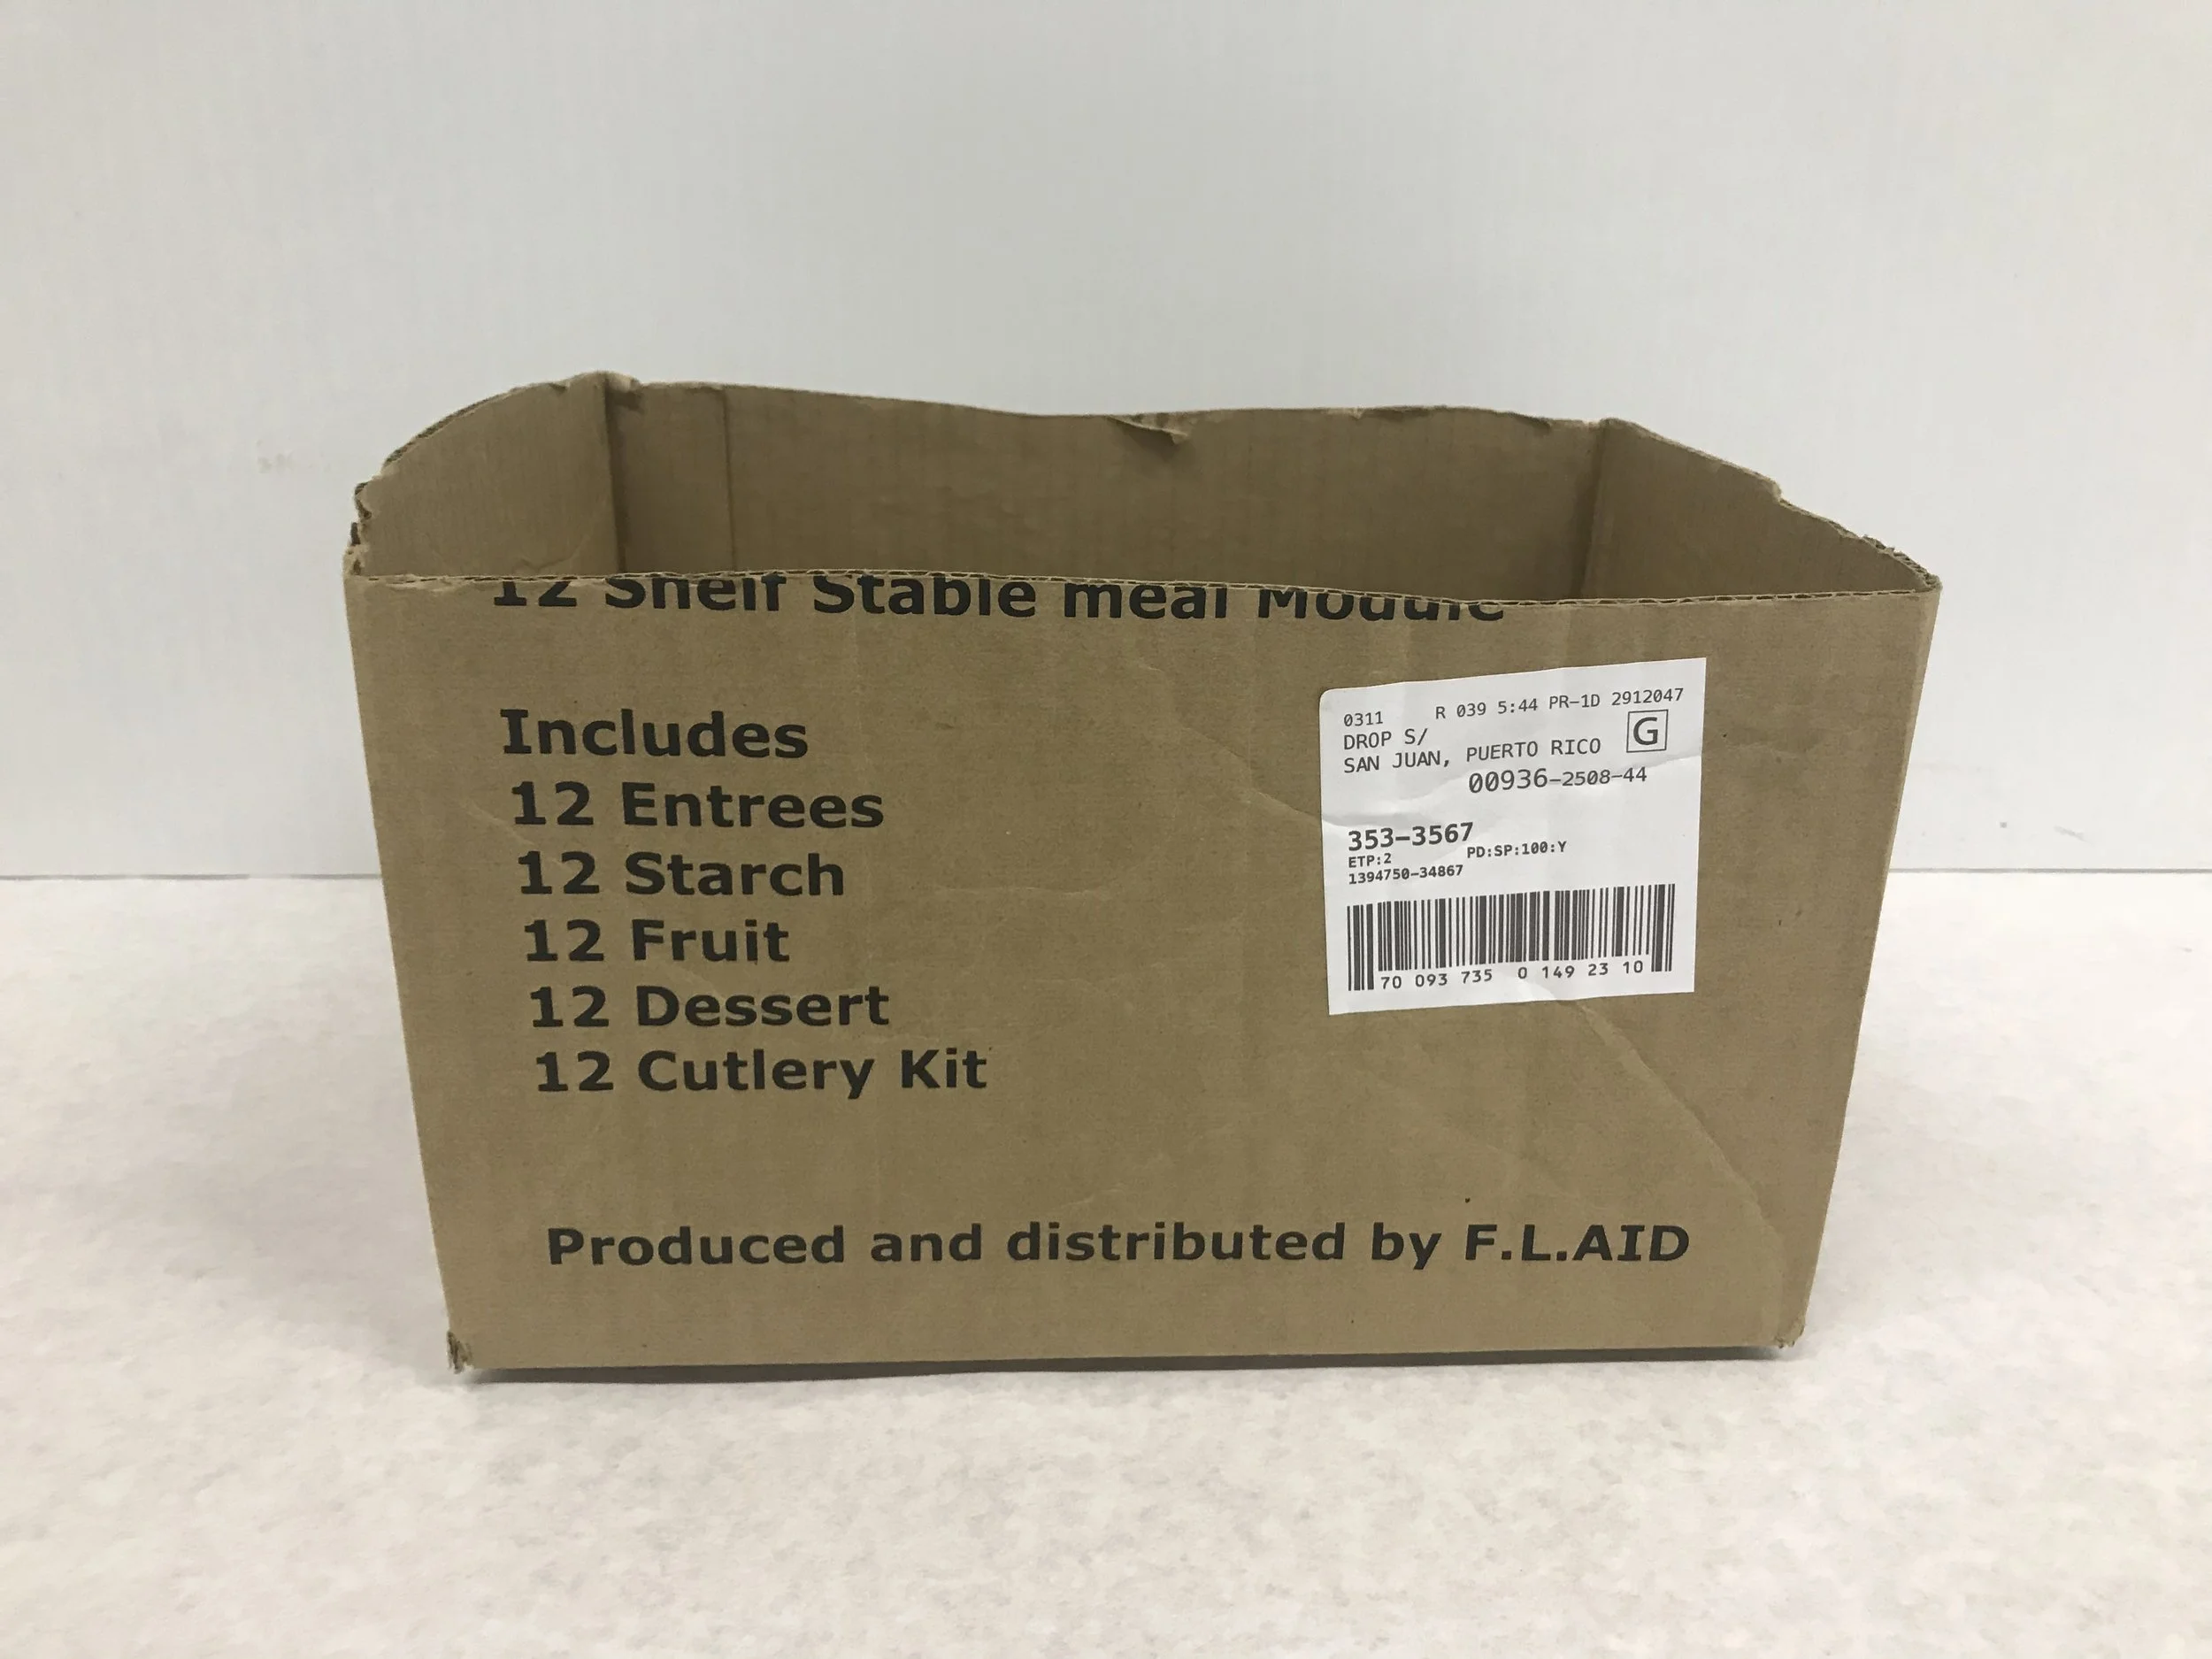 12 Shelf Stable meal Module
Includes
12 Entrees
12 Starch
12 Fruit
12 Dessert
12 Cutlery Kit
Produced and distributed by F.L.AID
0311 R 039 5:44 PR-1D 2912047
DROP S/
SAN JUAN, PUERTO RICO G
00936-2508-44
353-3567
ETP:2 PD:SP:100:Y
1394750-34867
70 093 735 0 149 23 10